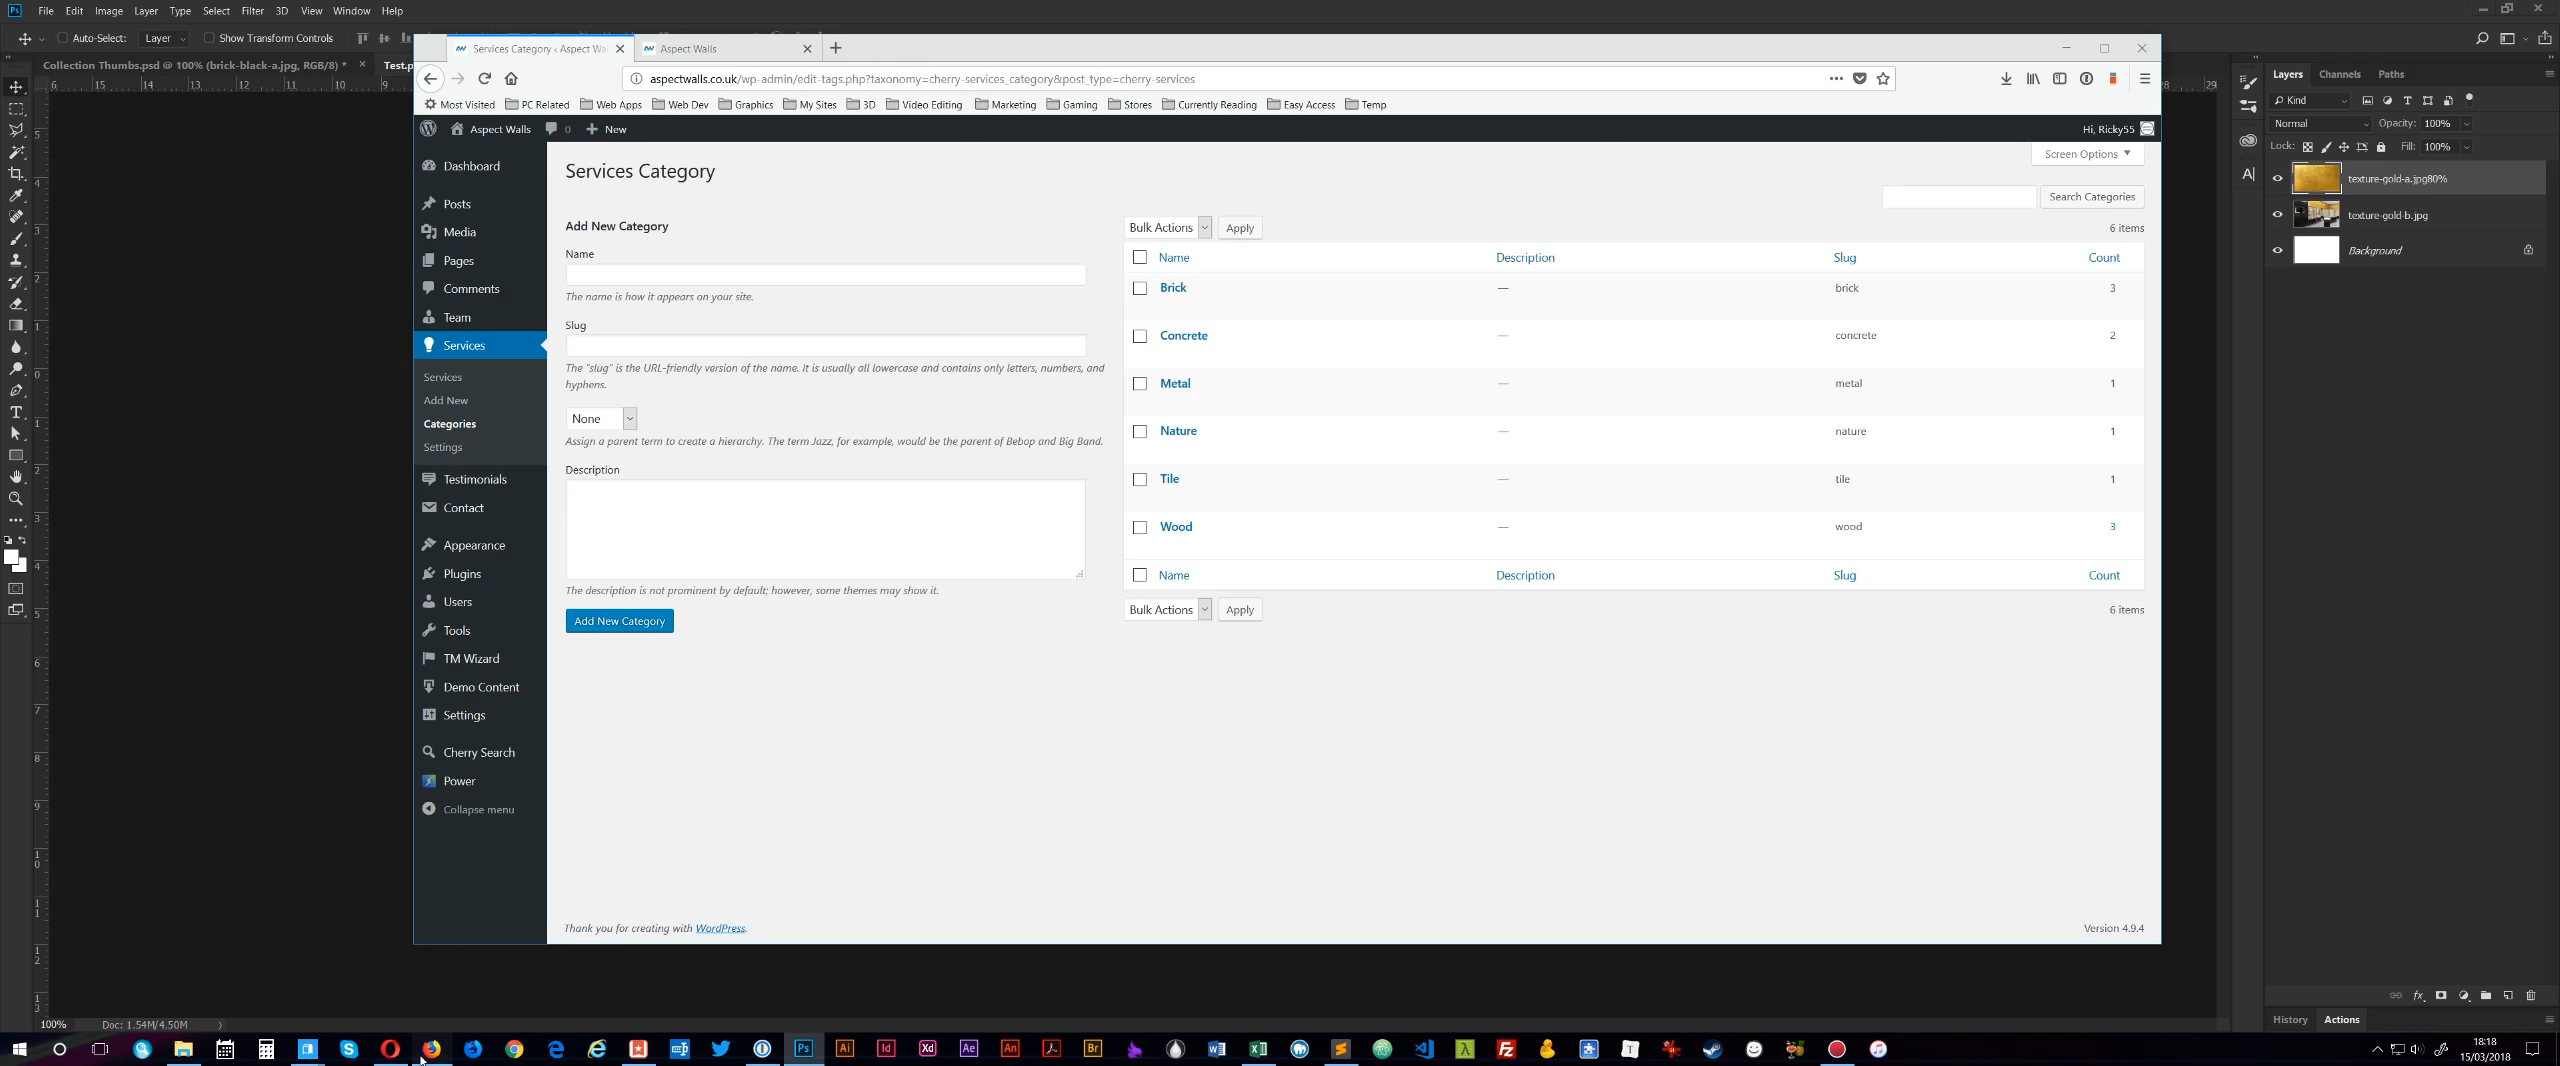 File Edit Image Layer Type Select Filter 3D View Window Help
Auto-Select: Layer Show Transform Controls
Collection Thumbs.psd @ 100% (brick-black-a.jpg, RGB/8) * Test.p
Services Category ‹ Aspect Wa
Aspect Walls
aspectwalls.co.uk/wp-admin/edit-tags.php?taxonomy=cherry-services_category&post_type=cherry-services
Most Visited PC Related Web Apps Web Dev Graphics My Sites 3D Video Editing Marketing Gaming Stores Currently Reading Easy Access Temp
Aspect Walls 0 New
Hi, Ricky55
Dashboard
Posts
Media
Pages
Comments
Team
Services
Services
Add New
Categories
Settings
Testimonials
Contact
Appearance
Plugins
Users
Tools
TM Wizard
Demo Content
Settings
Cherry Search
Power
Collapse menu
Services Category
Screen Options
Search Categories
Add New Category
Name
The name is how it appears on your site.
Slug
The "slug" is the URL-friendly version of the name. It is usually all lowercase and contains only letters, numbers, and
hyphens.
None
Assign a parent term to create a hierarchy. The term Jazz, for example, would be the parent of Bebop and Big Band.
Description
The description is not prominent by default; however, some themes may show it.
Add New Category
Bulk Actions Apply 6 items
Name Description Slug Count
Brick — brick 3
Concrete — concrete 2
Metal — metal 1
Nature — nature 1
Tile — tile 1
Wood — wood 3
Name Description Slug Count
Bulk Actions Apply 6 items
Thank you for creating with WordPress.
Version 4.9.4
Layers Channels Paths
Kind
Normal Opacity: 100%
Lock: Fill: 100%
texture-gold-a.jpg80%
texture-gold-b.jpg
Background
History Actions
100% Doc: 1.54M/4.50M
18:18
15/03/2018